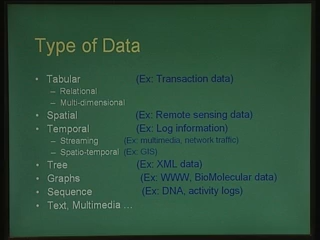 Type of Data
• Tabular (Ex: Transaction data)
– Relational
– Multi-dimensional
• Spatial (Ex: Remote sensing data)
• Temporal (Ex: Log information)
– Streaming (Ex: multimedia, network traffic)
– Spatio-temporal (Ex: GIS)
• Tree (Ex: XML data)
• Graphs (Ex: WWW, BioMolecular data)
• Sequence (Ex: DNA, activity logs)
• Text, Multimedia …